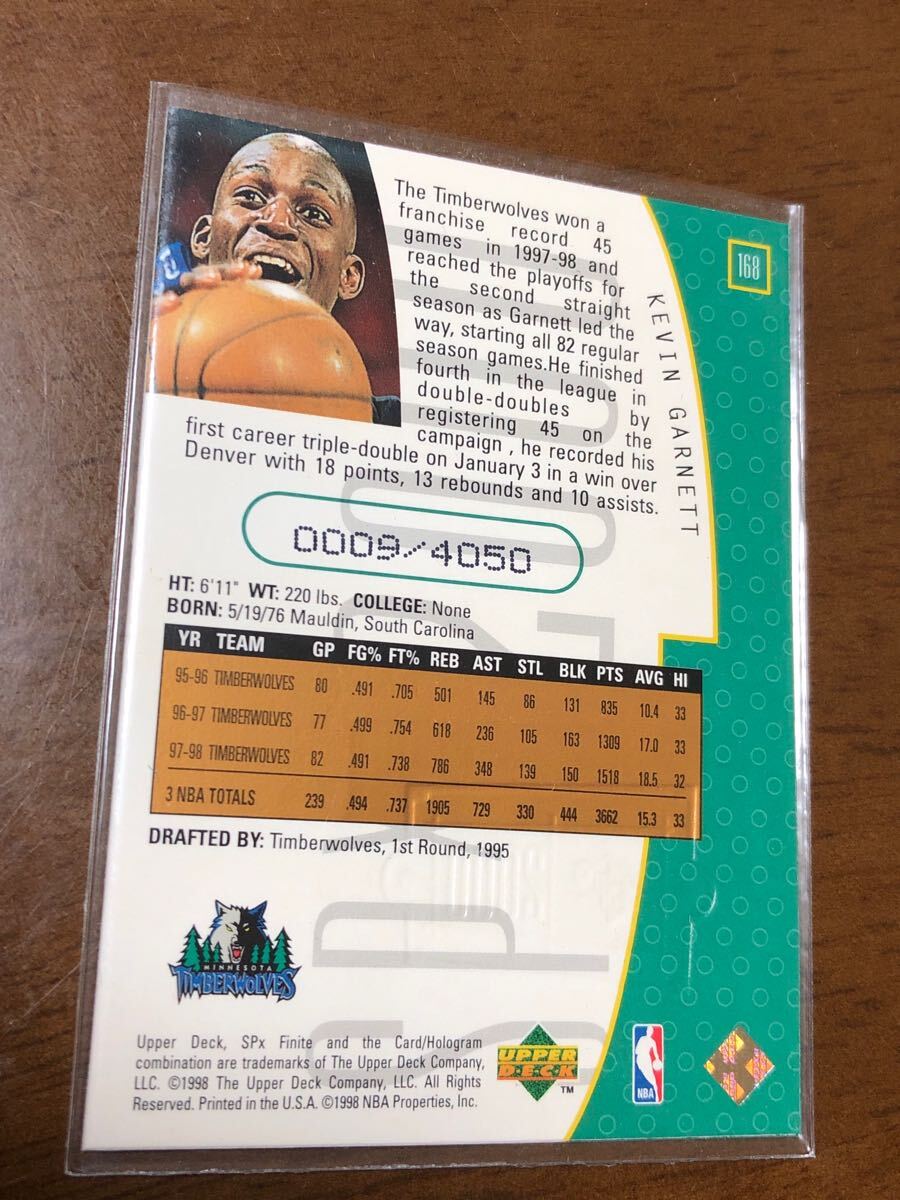 168
KEVIN GARNETT
The Timberwolves won a
franchise record 45
games in 1997-98 and
reached the playoffs for
the second straight
season as Garnett led the
way, starting all 82 regular
season games.He finished
fourth in the league in
double-doubles by
registering 45 on the
campaign , he recorded his
first career triple-double on January 3 in a win over
Denver with 18 points, 13 rebounds and 10 assists.
0009/4050
HT: 6'11" WT: 220 lbs. COLLEGE: None
BORN: 5/19/76 Mauldin, South Carolina
YR TEAM GP FG% FT% REB AST STL BLK PTS AVG HI
95-96 TIMBERWOLVES 80 .491 .705 501 145 86 131 835 10.4 33
96-97 TIMBERWOLVES 77 .499 .754 618 236 105 163 1309 17.0 33
97-98 TIMBERWOLVES 82 .491 .738 786 348 139 150 1518 18.5 32
3 NBA TOTALS 239 .494 .737 1905 729 330 444 3662 15.3 33
DRAFTED BY: Timberwolves, 1st Round, 1995
MINNESOTA
TIMBERWOLVES
Upper Deck, SPx Finite and the Card/Hologram
combination are trademarks of The Upper Deck Company,
LLC. ©1998 The Upper Deck Company, LLC. All Rights
Reserved. Printed in the U.S.A. ©1998 NBA Properties, Inc.
UPPER
DECK
TM
NBA